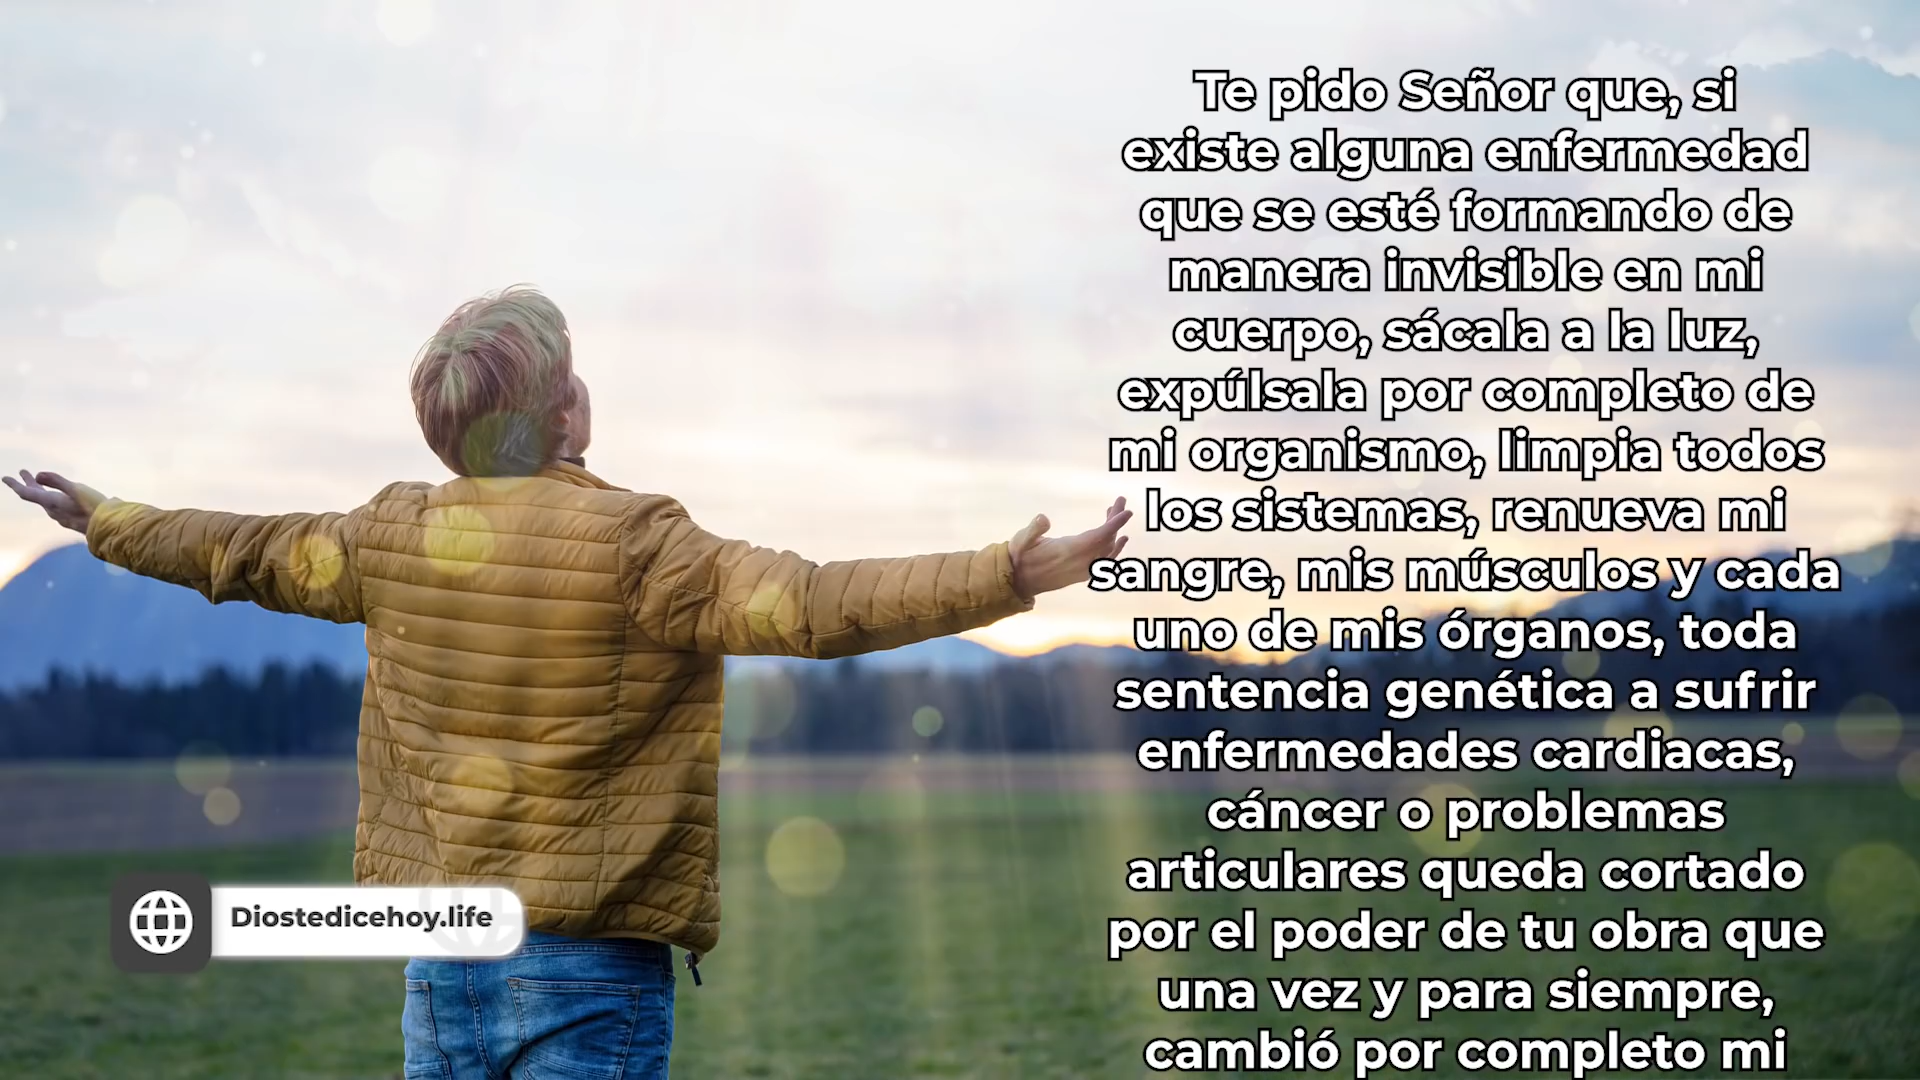 Te pido Señor que, si
existe alguna enfermedad
que se esté formando de
manera invisible en mi
cuerpo, sácala a la luz,
expúlsala por completo de
mi organismo, limpia todos
los sistemas, renueva mi
sangre, mis músculos y cada
uno de mis órganos, toda
sentencia genética a sufrir
enfermedades cardiacas,
cáncer o problemas
articulares queda cortado
por el poder de tu obra que
una vez y para siempre,
cambió por completo mi
Diostedicehoy.life